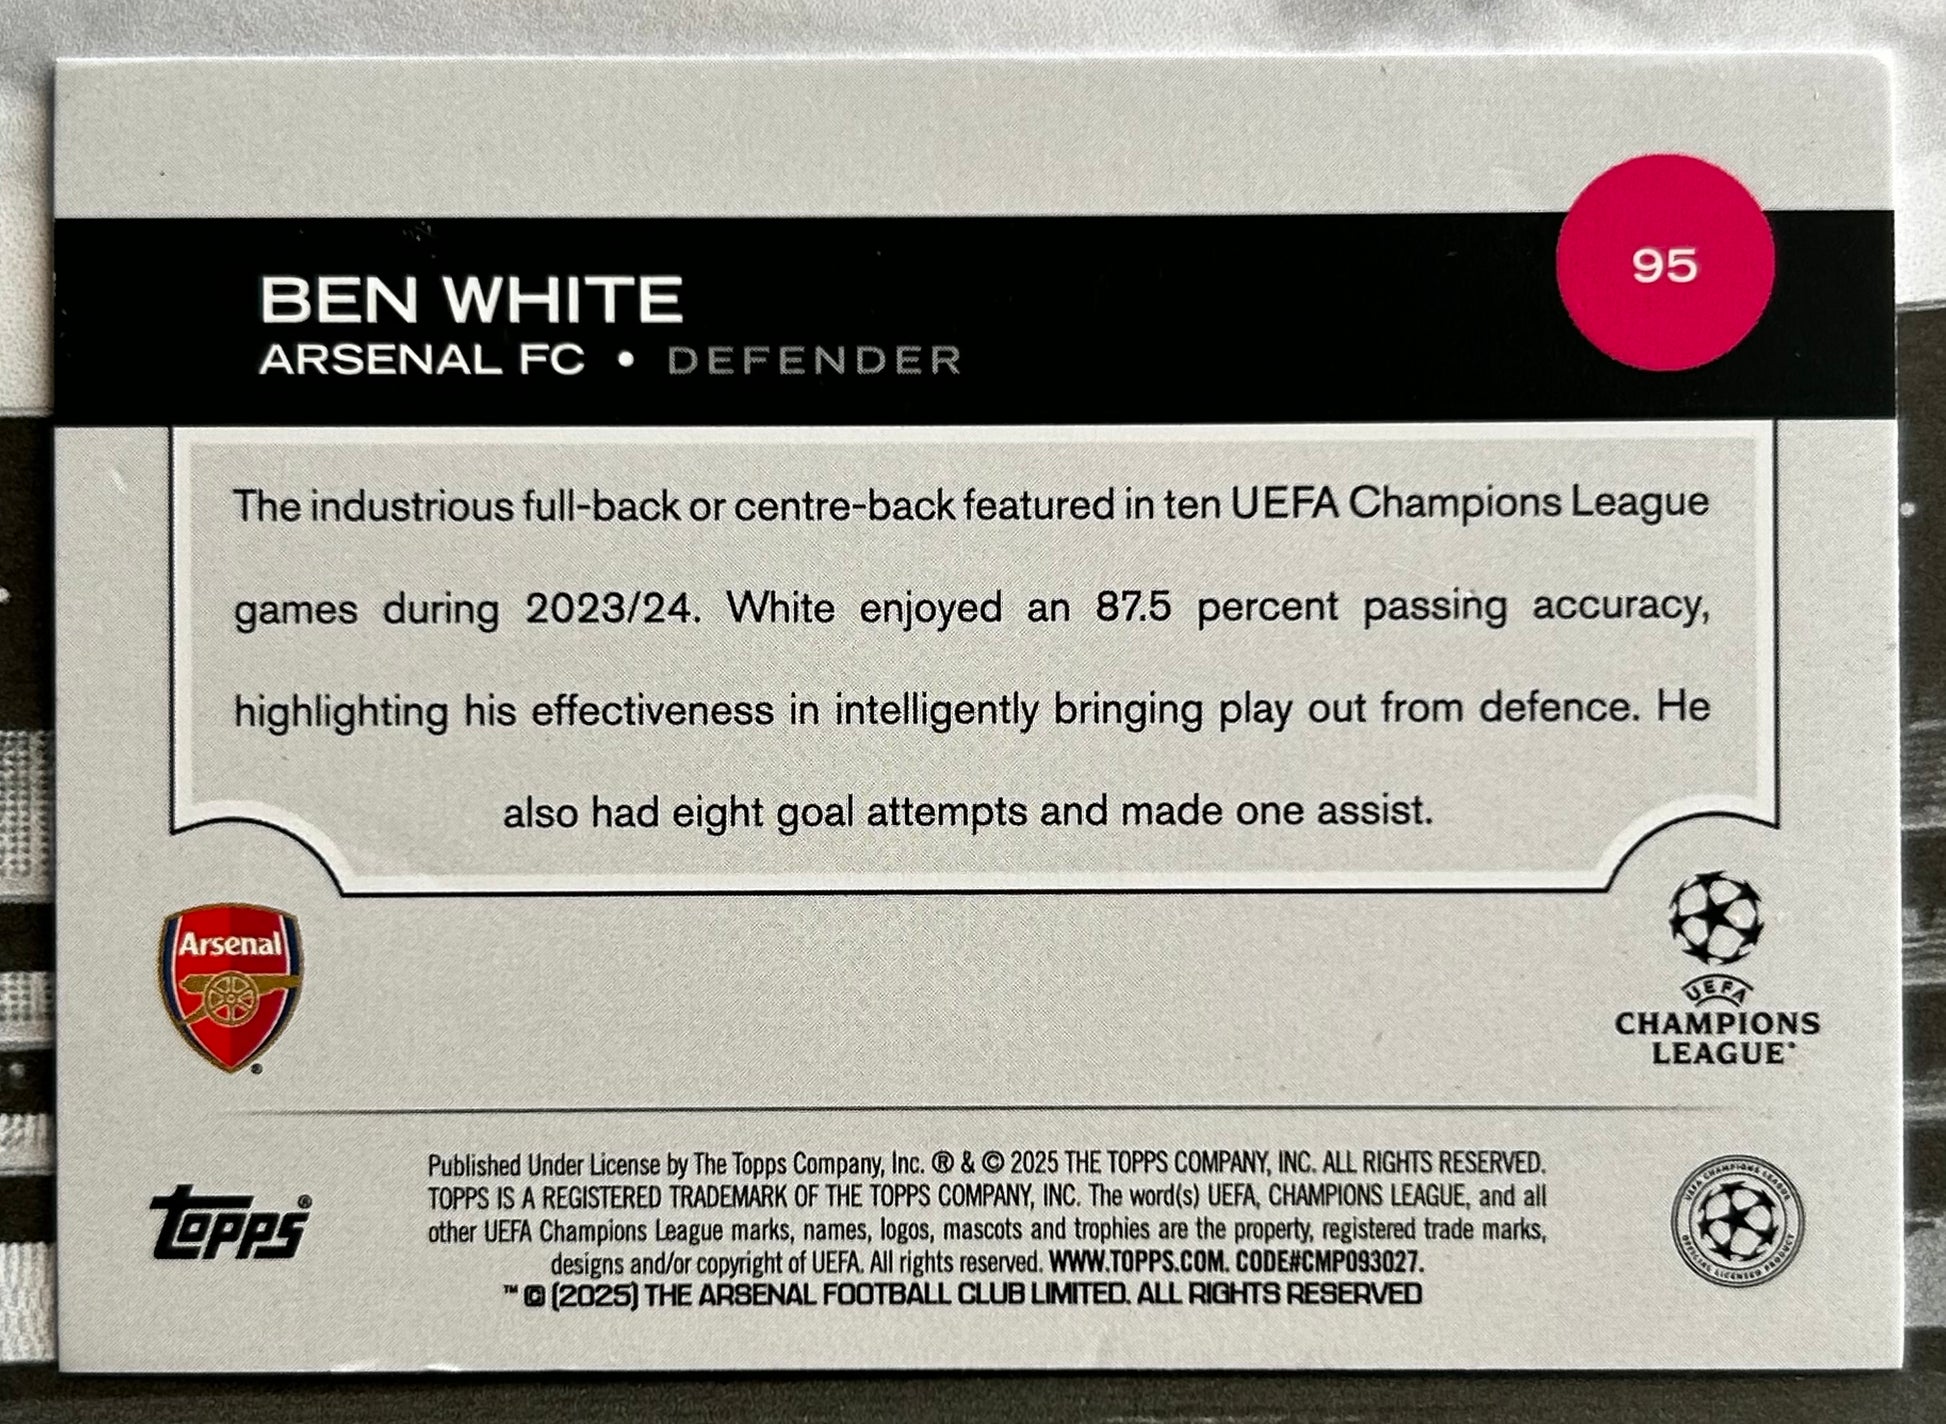 95
BEN WHITE
ARSENAL FC • DEFENDER
The industrious full-back or centre-back featured in ten UEFA Champions League
games during 2023/24. White enjoyed an 87.5 percent passing accuracy,
highlighting his effectiveness in intelligently bringing play out from defence. He
also had eight goal attempts and made one assist.
Arsenal
®
UEFA
CHAMPIONS
LEAGUE
topps®
Published Under License by The Topps Company, Inc. ® & © 2025 THE TOPPS COMPANY, INC. ALL RIGHTS RESERVED.
TOPPS IS A REGISTERED TRADEMARK OF THE TOPPS COMPANY, INC. The word(s) UEFA, CHAMPIONS LEAGUE, and all
other UEFA Champions League marks, names, logos, mascots and trophies are the property, registered trade marks,
designs and/or copyright of UEFA. All rights reserved. WWW.TOPPS.COM. CODE#CMP093027.
™ © (2025) THE ARSENAL FOOTBALL CLUB LIMITED. ALL RIGHTS RESERVED
UEFA CHAMPIONS LEAGUE
OFFICIAL LICENSED PRODUCT